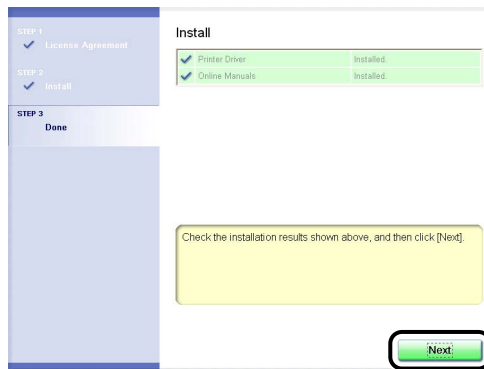 STEP 1
License Agreement
STEP 2
Install
STEP 3
Done
Install
Printer Driver Installed.
Online Manuals Installed.
Check the installation results shown above, and then click [Next].
Next